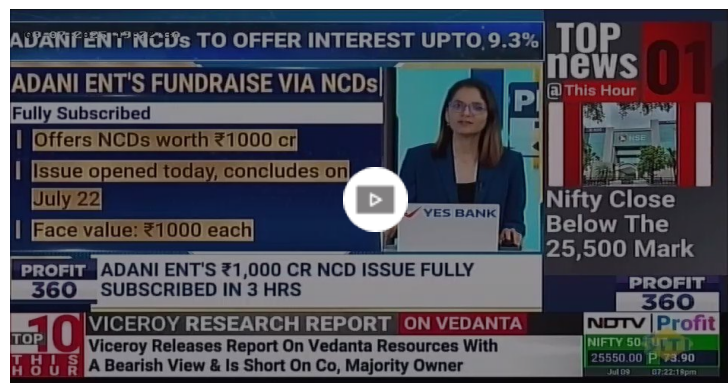 ADANI ENT NCDs TO OFFER INTEREST UPTO 9.3%
ADANI ENT'S FUNDRAISE VIA NCDs
Fully Subscribed
Offers NCDs worth ₹1000 cr
Issue opened today, concludes on
July 22
Face value: ₹1000 each
YES BANK
TOP
news 01
@ This Hour
NSE
Nifty Close
Below The
25,500 Mark
PROFIT
360
ADANI ENT'S ₹1,000 CR NCD ISSUE FULLY
SUBSCRIBED IN 3 HRS
PROFIT
360
TOP 10
THIS
HOUR
VICEROY RESEARCH REPORT ON VEDANTA
Viceroy Releases Report On Vedanta Resources With
A Bearish View & Is Short On Co, Majority Owner
NDTV Profit
NIFTY 50
25550.00 P 73.90
Jul 09 07:22:19pm